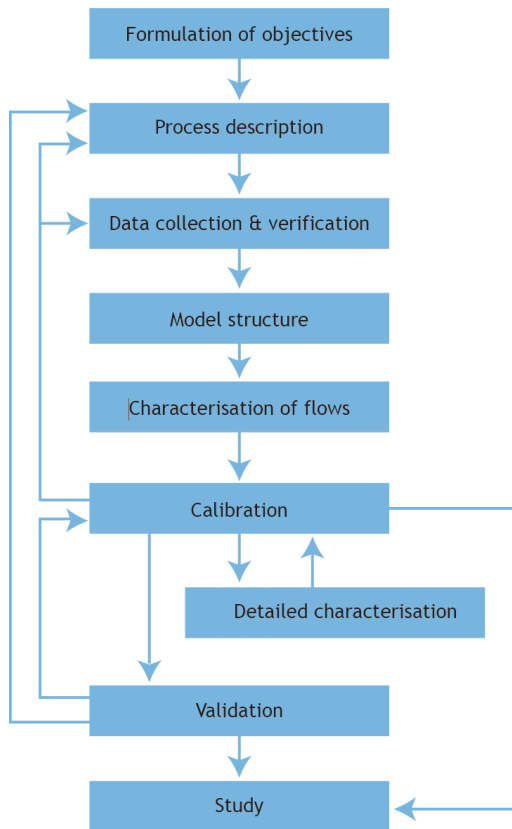 Formulation of objectives
Process description
Data collection & verification
Model structure
Characterisation of flows
Calibration
Detailed characterisation
Validation
Study